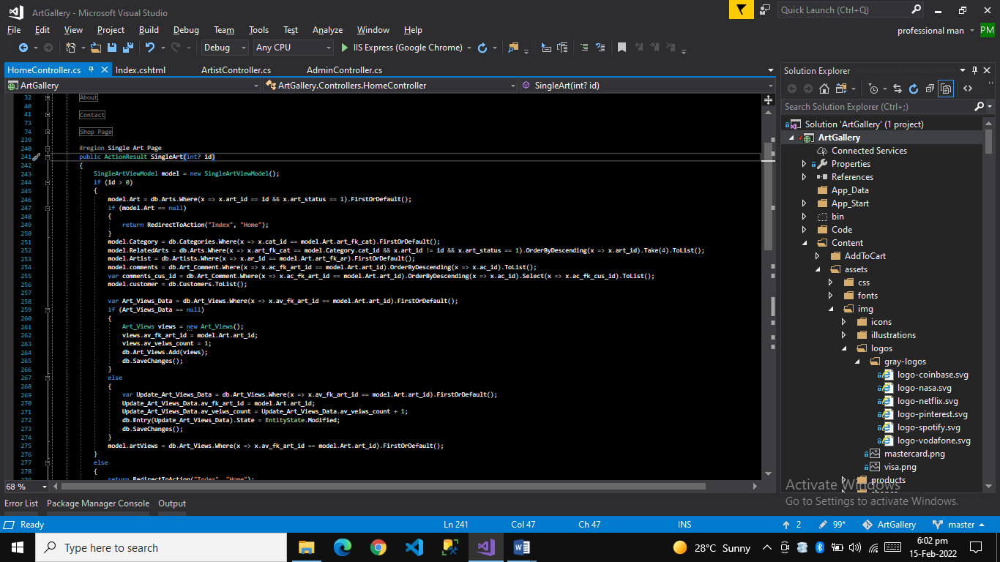 ArtGallery - Microsoft Visual Studio
Quick Launch (Ctrl+Q)
File Edit View Project Build Debug Team Tools Test Analyze Window Help
professional man PM
Debug Any CPU IIS Express (Google Chrome)
HomeController.cs Index.cshtml ArtistController.cs AdminController.cs
ArtGallery ArtGallery.Controllers.HomeController SingleArt(int? id)
32 About
40
41 Contact
73
74 Shop Page
239
240 #region Single Art Page
241 public ActionResult SingleArt(int? id)
242 {
243 SingleArtViewModel model = new SingleArtViewModel();
244 if (id > 0)
245 {
246 model.Art = db.Arts.Where(x => x.art_id == id && x.art_status == 1).FirstOrDefault();
247 if (model.Art == null)
248 {
249 return RedirectToAction("Index", "Home");
250 }
251 model.Category = db.Categories.Where(x => x.cat_id == model.Art.art_fk_cat).FirstOrDefault();
252 model.RelatedArts = db.Arts.Where(x => x.art_fk_cat == model.Category.cat_id && x.art_id != id && x.art_status == 1).OrderByDescending(x => x.art_id).Take(4).ToList();
253 model.Artist = db.Artists.Where(x => x.ar_id == model.Art.art_fk_ar).FirstOrDefault();
254 model.comments = db.Art_Comment.Where(x => x.ac_fk_art_id == model.Art.art_id).OrderByDescending(x => x.ac_id).ToList();
255 var comments_cus_id = db.Art_Comment.Where(x => x.ac_fk_art_id == model.Art.art_id).OrderByDescending(x => x.ac_id).Select(x => x.ac_fk_cus_id).ToList();
256 model.customer = db.Customers.ToList();
257
258 var Art_Views_Data = db.Art_Views.Where(x => x.av_fk_art_id == model.Art.art_id).FirstOrDefault();
259 if (Art_Views_Data == null)
260 {
261 Art_Views views = new Art_Views();
262 views.av_fk_art_id = model.Art.art_id;
263 views.av_veiws_count = 1;
264 db.Art_Views.Add(views);
265 db.SaveChanges();
266 }
267 else
268 {
269 var Update_Art_Views_Data = db.Art_Views.Where(x => x.av_fk_art_id == model.Art.art_id).FirstOrDefault();
270 Update_Art_Views_Data.av_fk_art_id = model.Art.art_id;
271 Update_Art_Views_Data.av_veiws_count = Update_Art_Views_Data.av_veiws_count + 1;
272 db.Entry(Update_Art_Views_Data).State = EntityState.Modified;
273 db.SaveChanges();
274 }
275 model.artViews = db.Art_Views.Where(x => x.av_fk_art_id == model.Art.art_id).FirstOrDefault();
276 }
277 else
278 {
279 return RedirectToAction("Index", "Home");
68 %
Solution Explorer
Search Solution Explorer (Ctrl+;)
Solution 'ArtGallery' (1 project)
ArtGallery
Connected Services
Properties
References
App_Data
App_Start
bin
Code
Content
AddToCart
assets
css
fonts
img
icons
illustrations
logos
gray-logos
logo-coinbase.svg
logo-nasa.svg
logo-netflix.svg
logo-pinterest.svg
logo-spotify.svg
logo-vodafone.svg
mastercard.png
visa.png
products
Activate Windows
Go to Settings to activate Windows.
Error List Package Manager Console Output
Ready Ln 241 Col 47 Ch 47 INS 2 99* ArtGallery master
Type here to search
28°C Sunny
6:02 pm
15-Feb-2022